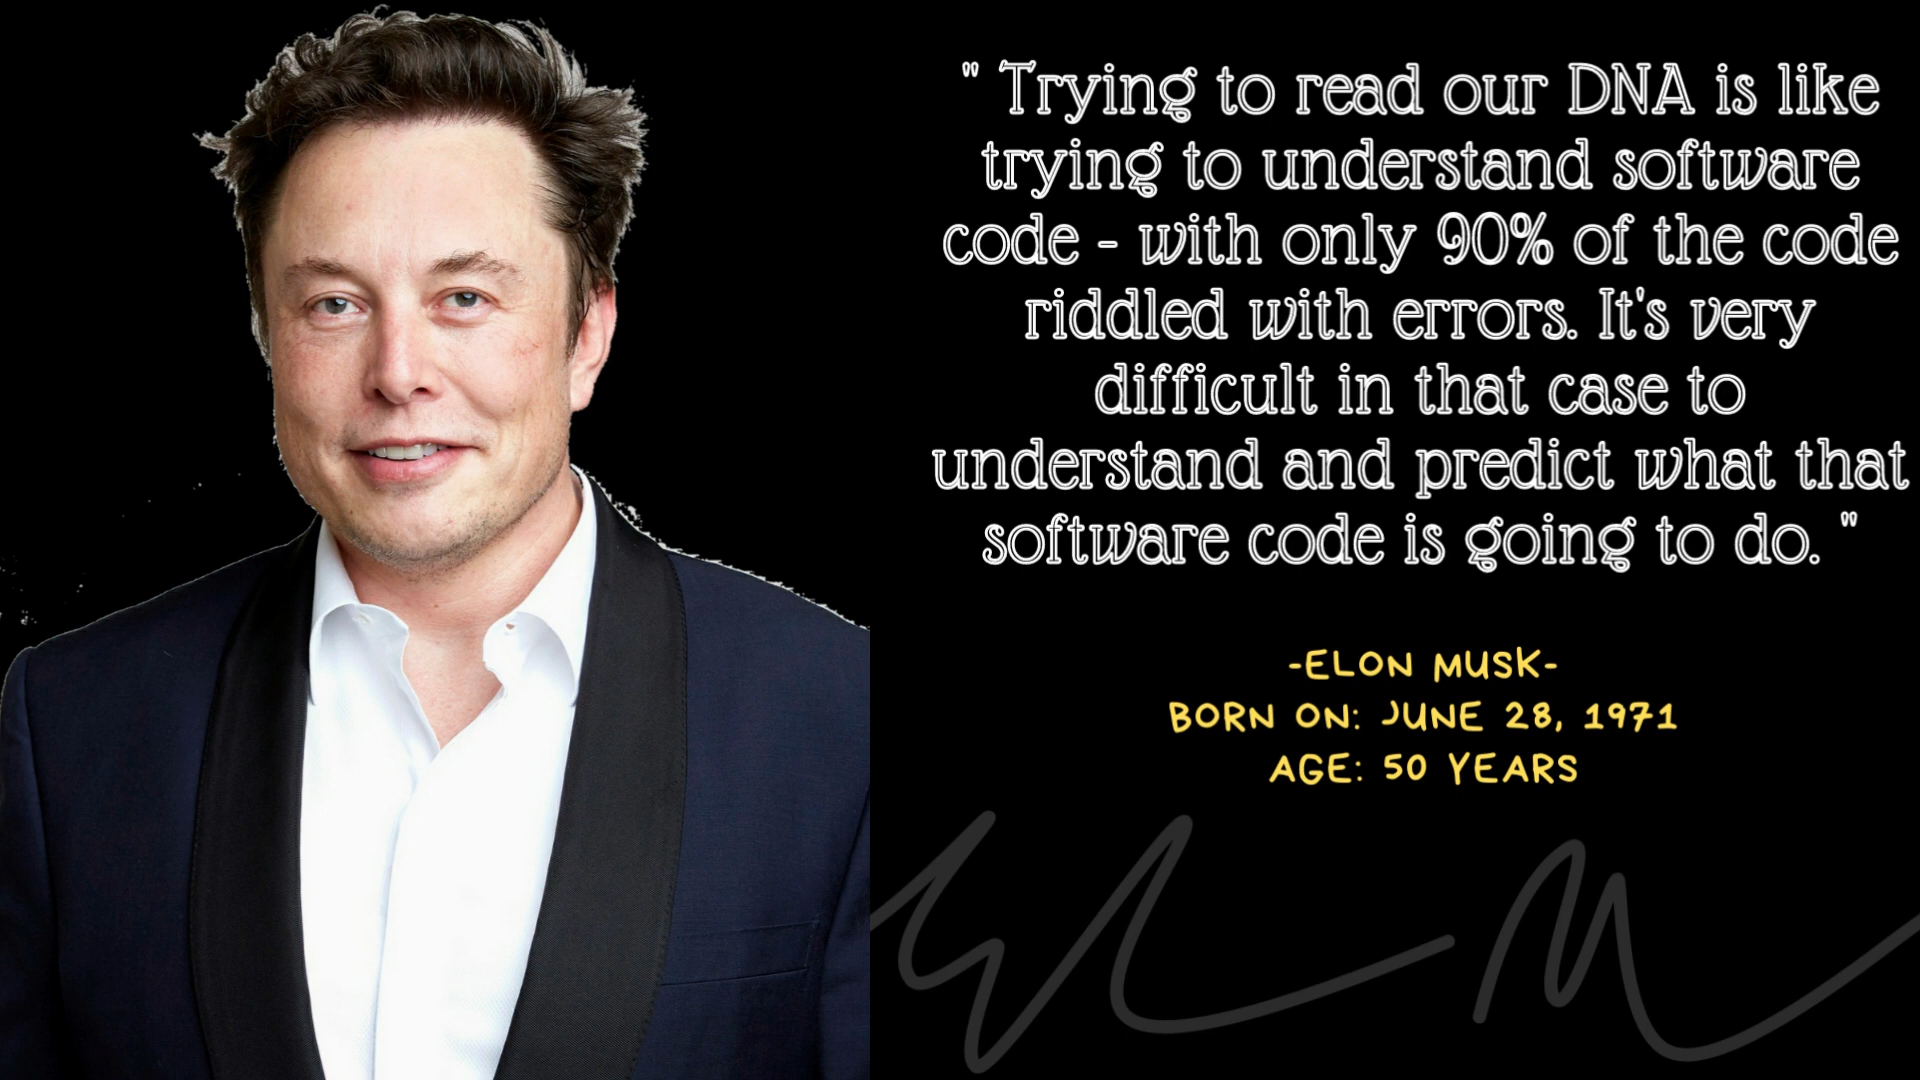 " Trying to read our DNA is like
trying to understand software
code - with only 90% of the code
riddled with errors. It's very
difficult in that case to
understand and predict what that
software code is going to do. "
-ELON MUSK-
BORN ON: JUNE 28, 1971
AGE: 50 YEARS